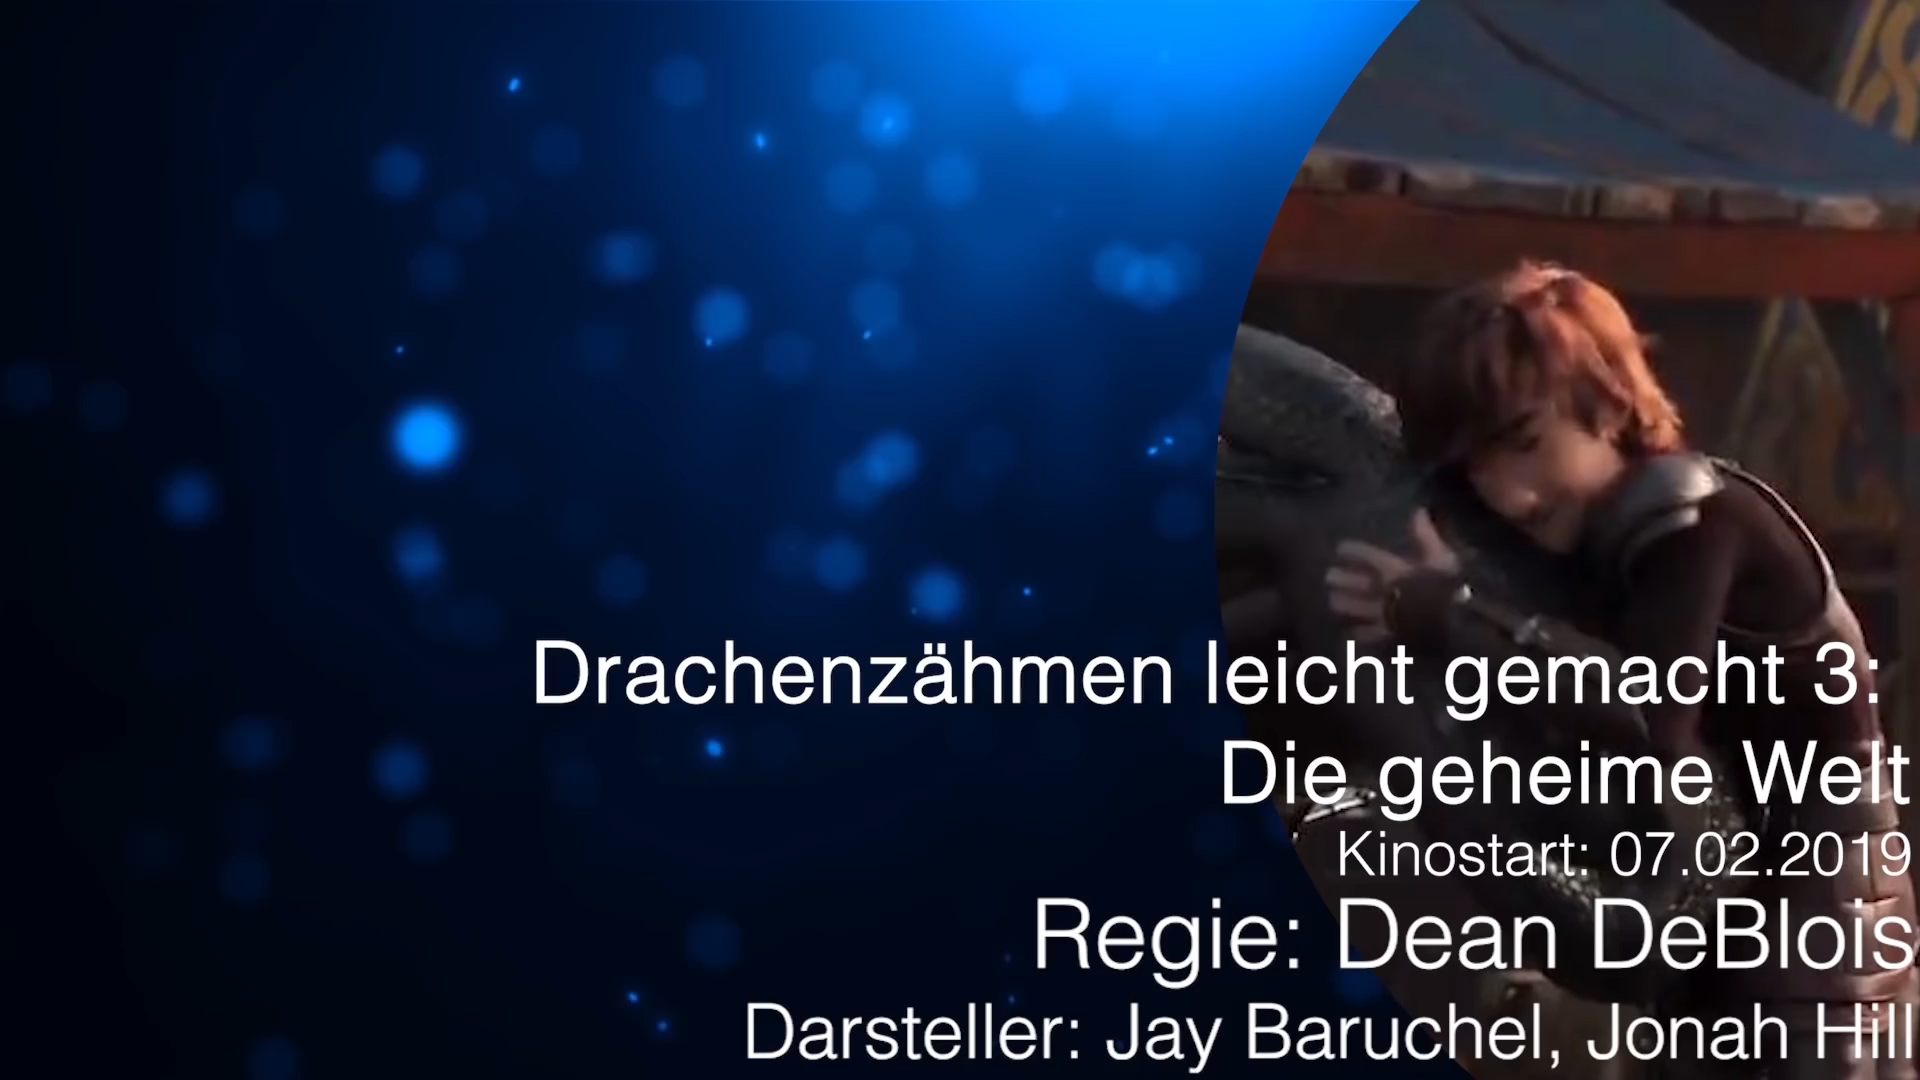 Drachenzähmen leicht gemacht 3:
Die geheime Welt
Kinostart: 07.02.2019
Regie: Dean DeBlois
Darsteller: Jay Baruchel, Jonah Hill